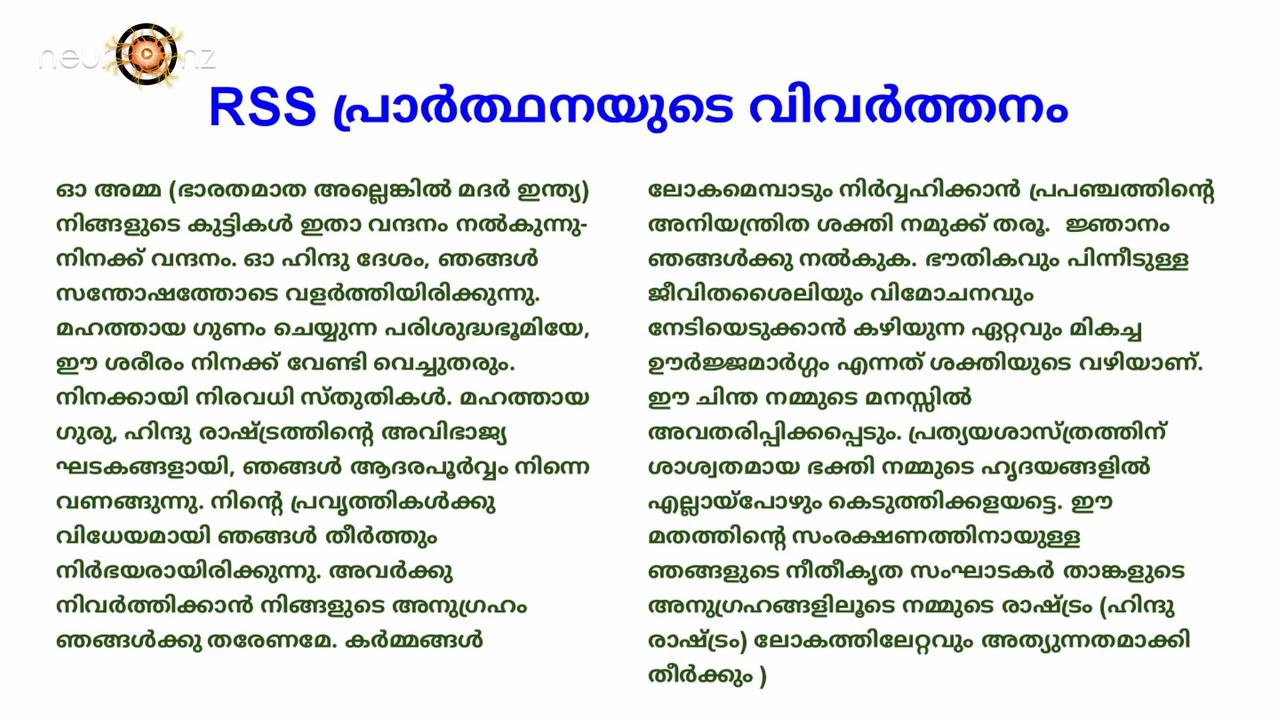 RSS പ്രാർത്ഥനയുടെ വിവർത്തനം
ഓ അമ്മ (ഭാരതമാത അല്ലെങ്കിൽ മദർ ഇന്ത്യ)
നിങ്ങളുടെ കുട്ടികൾ ഇതാ വന്ദനം നൽകുന്നു-
നിനക്ക് വന്ദനം. ഓ ഹിന്ദു ദേശം, ഞങ്ങൾ
സന്തോഷത്തോടെ വളർത്തിയിരിക്കുന്നു.
മഹത്തായ ഗുണം ചെയ്യുന്ന പരിശുദ്ധഭൂമിയേ,
ഈ ശരീരം നിനക്ക് വേണ്ടി വെച്ചുതരും.
നിനക്കായി നിരവധി സ്തുതികൾ. മഹത്തായ
ഗുരു, ഹിന്ദു രാഷ്ട്രത്തിന്റെ അവിഭാജ്യ
ഘടകങ്ങളായി, ഞങ്ങൾ ആദരപൂർവ്വം നിന്നെ
വണങ്ങുന്നു. നിന്റെ പ്രവൃത്തികൾക്കു
വിധേയമായി ഞങ്ങൾ തീർത്തും
നിർഭയരായിരിക്കുന്നു. അവർക്കു
നിവർത്തിക്കാൻ നിങ്ങളുടെ അനുഗ്രഹം
ഞങ്ങൾക്കു തരേണമേ. കർമ്മങ്ങൾ
ലോകമെമ്പാടും നിർവ്വഹിക്കാൻ പ്രപഞ്ചത്തിന്റെ
അനിയന്ത്രിത ശക്തി നമുക്ക് തരൂ. ജ്ഞാനം
ഞങ്ങൾക്കു നൽകുക. ഭൗതികവും പിന്നീടുള്ള
ജീവിതശൈലിയും വിമോചനവും
നേടിയെടുക്കാൻ കഴിയുന്ന ഏറ്റവും മികച്ച
ഊർജ്ജമാർഗ്ഗം എന്നത് ശക്തിയുടെ വഴിയാണ്.
ഈ ചിന്ത നമ്മുടെ മനസ്സിൽ
അവതരിപ്പിക്കപ്പെടും. പ്രത്യയശാസ്ത്രത്തിന്
ശാശ്വതമായ ഭക്തി നമ്മുടെ ഹൃദയങ്ങളിൽ
എല്ലായ്പോഴും കെടുത്തിക്കളയട്ടെ. ഈ
മതത്തിന്റെ സംരക്ഷണത്തിനായുള്ള
ഞങ്ങളുടെ നീതീകൃത സംഘാടകർ താങ്കളുടെ
അനുഗ്രഹങ്ങളിലൂടെ നമ്മുടെ രാഷ്ട്രം (ഹിന്ദു
രാഷ്ട്രം) ലോകത്തിലേറ്റവും അത്യുന്നതമാക്കി
തീർക്കും )